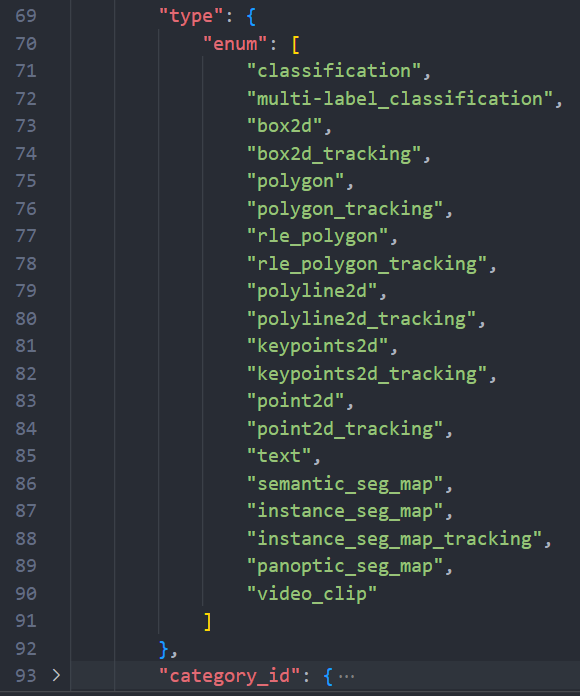 69 "type": {
70 "enum": [
71 "classification",
72 "multi-label_classification",
73 "box2d",
74 "box2d_tracking",
75 "polygon",
76 "polygon_tracking",
77 "rle_polygon",
78 "rle_polygon_tracking",
79 "polyline2d",
80 "polyline2d_tracking",
81 "keypoints2d",
82 "keypoints2d_tracking",
83 "point2d",
84 "point2d_tracking",
85 "text",
86 "semantic_seg_map",
87 "instance_seg_map",
88 "instance_seg_map_tracking",
89 "panoptic_seg_map",
90 "video_clip"
91 ]
92 },
93 > "category_id": { ···